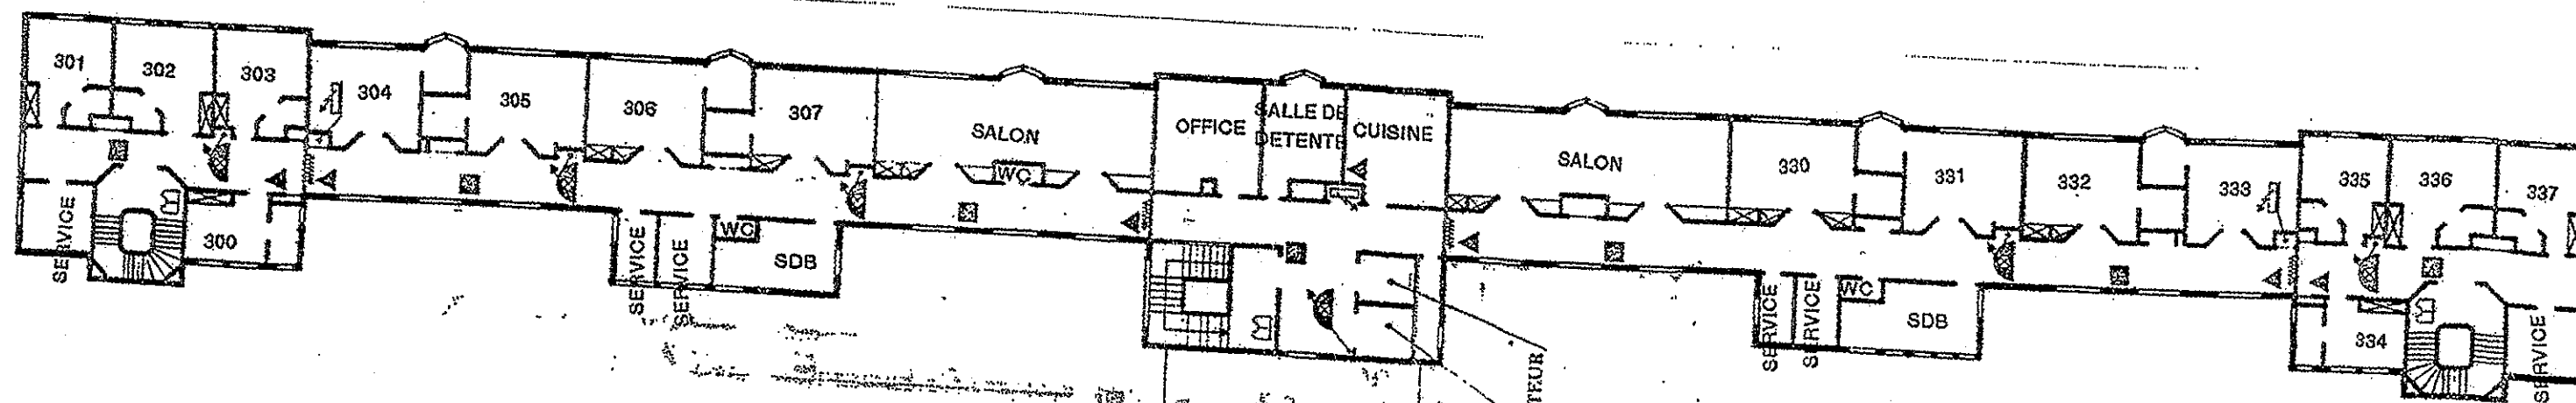 301
302
303
304
305
306
307
SALON
WC
OFFICE
SALLE DE
DETENTE
CUISINE
SALON
330
331
332
333
335
336
337
SERVICE
300
SERVICE
SERVICE
WC
SDB
TEUR
SERVICE
SERVICE
WC
SDB
334
SERVICE